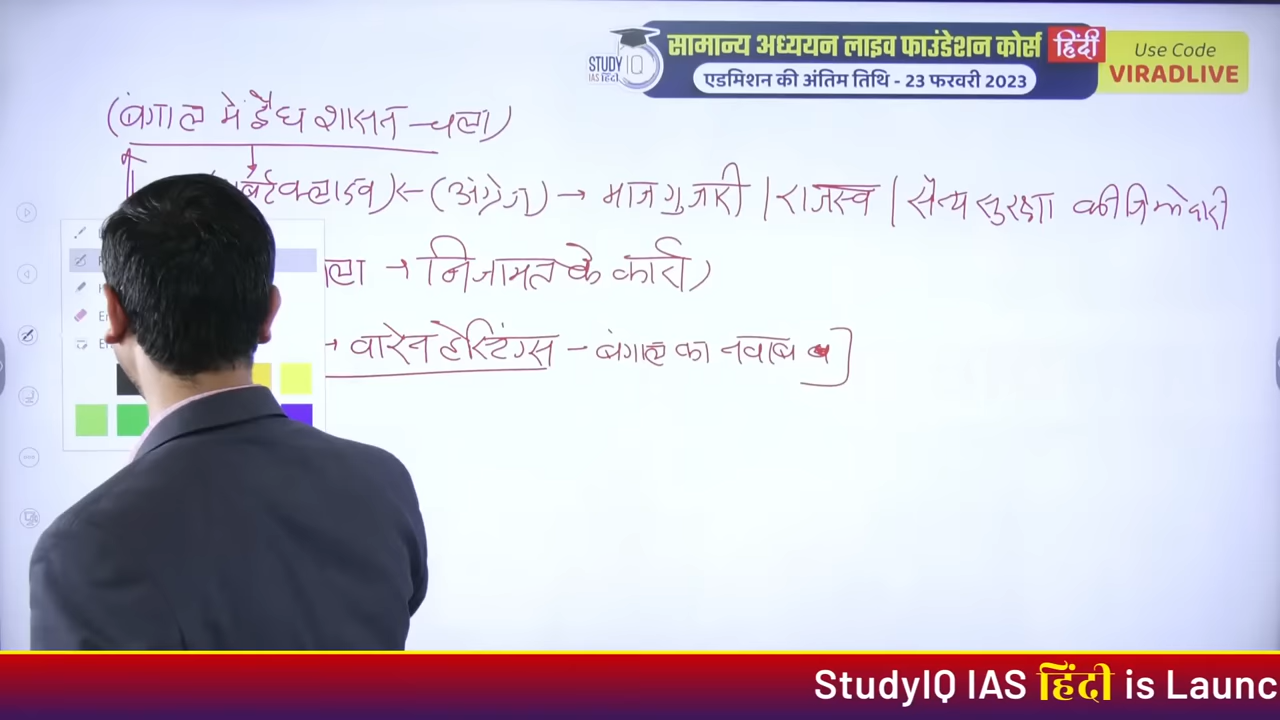 STUDY IQ
IAS हिंदी
सामान्य अध्ययन लाइव फाउंडेशन कोर्स हिंदी
एडमिशन की अंतिम तिथि - 23 फरवरी 2023
Use Code
VIRADLIVE
(बंगाल में द्वैध शासन - चला)
क्लाइव) <- (अंग्रेज) → मालगुजारी | राजस्व | सैन्य सुरक्षा की जिम्मेदारी
→ निजामत के कार्य)
→ वारेन हेस्टिंग्स - बंगाल का नवाब ]
StudyIQ IAS हिंदी is Launc